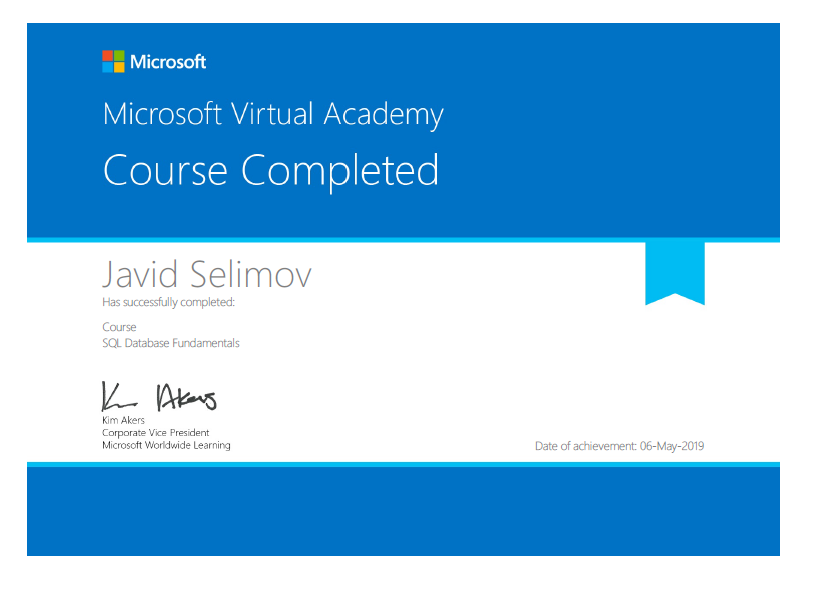 Microsoft
Microsoft Virtual Academy
Course Completed
Javid Selimov
Has successfully completed:
Course
SQL Database Fundamentals
Kim Akers
Kim Akers
Corporate Vice President
Microsoft Worldwide Learning
Date of achievement: 06-May-2019